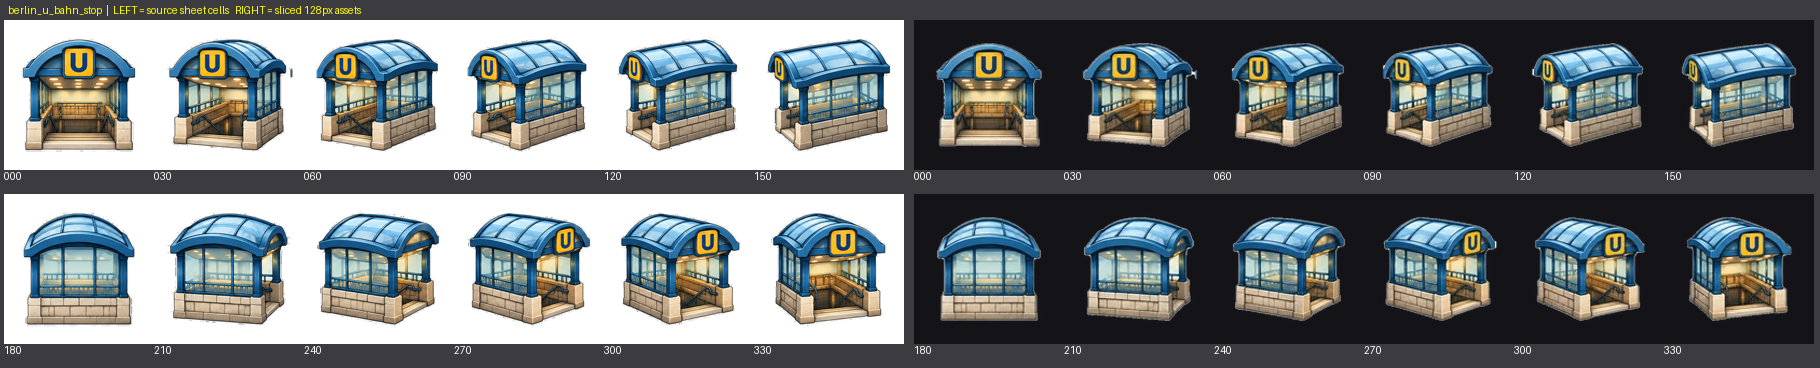 berlin_u_bahn_stop | LEFT = source sheet cells RIGHT = sliced 128px assets
U U U U U U U U U U U U
000 030 060 090 120 150 000 030 060 090 120 150
U U U U U U
180 210 240 270 300 330 180 210 240 270 300 330